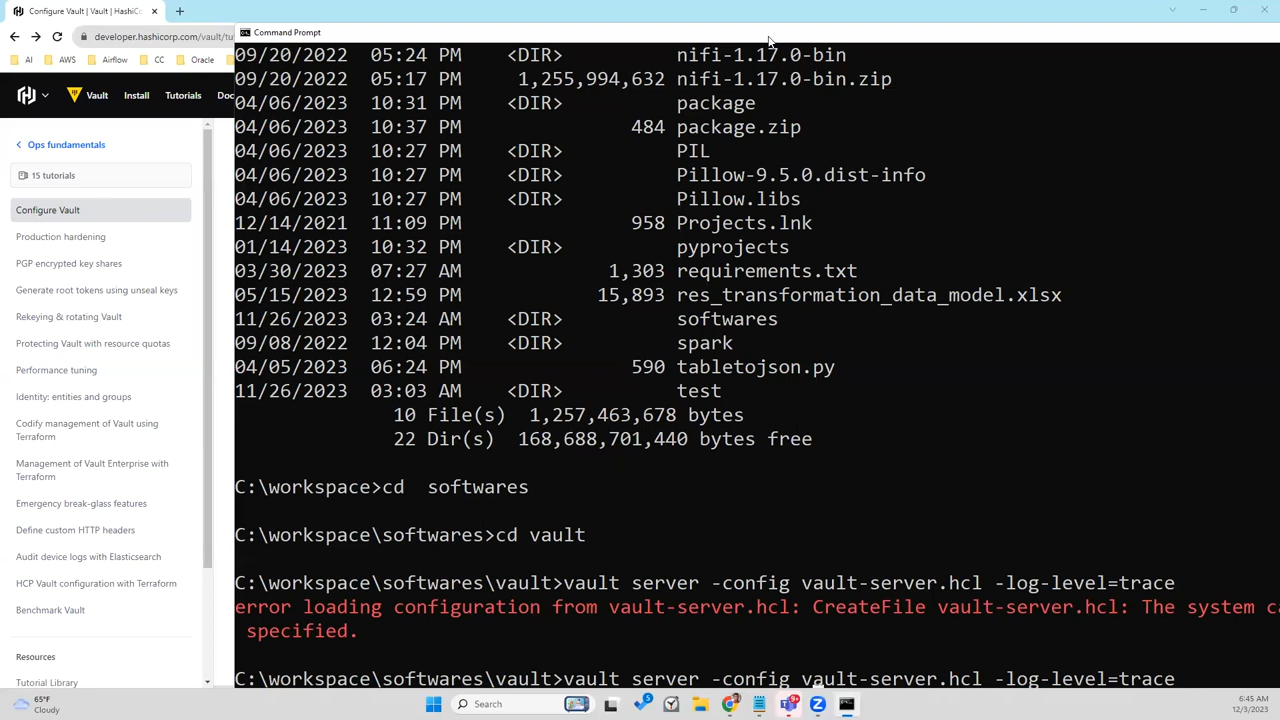 Configure Vault | Vault | HashiC
developer.hashicorp.com/vault/tu
AI AWS Airflow CC Oracle
Vault Install Tutorials Doc
Ops fundamentals
15 tutorials
Configure Vault
Production hardening
PGP encrypted key shares
Generate root tokens using unseal keys
Rekeying & rotating Vault
Protecting Vault with resource quotas
Performance tuning
Identity: entities and groups
Codify management of Vault using
Terraform
Management of Vault Enterprise with
Terraform
Emergency break-glass features
Define custom HTTP headers
Audit device logs with Elasticsearch
HCP Vault configuration with Terraform
Benchmark Vault
Resources
Tutorial Library
Command Prompt
09/20/2022 05:24 PM <DIR> nifi-1.17.0-bin
09/20/2022 05:17 PM 1,255,994,632 nifi-1.17.0-bin.zip
04/06/2023 10:31 PM <DIR> package
04/06/2023 10:37 PM 484 package.zip
04/06/2023 10:27 PM <DIR> PIL
04/06/2023 10:27 PM <DIR> Pillow-9.5.0.dist-info
04/06/2023 10:27 PM <DIR> Pillow.libs
12/14/2021 11:09 PM 958 Projects.lnk
01/14/2023 10:32 PM <DIR> pyprojects
03/30/2023 07:27 AM 1,303 requirements.txt
05/15/2023 12:59 PM 15,893 res_transformation_data_model.xlsx
11/26/2023 03:24 AM <DIR> softwares
09/08/2022 12:04 PM <DIR> spark
04/05/2023 06:24 PM 590 tabletojson.py
11/26/2023 03:03 AM <DIR> test
10 File(s) 1,257,463,678 bytes
22 Dir(s) 168,688,701,440 bytes free
C:\workspace>cd  softwares
C:\workspace\softwares>cd vault
C:\workspace\softwares\vault>vault server -config vault-server.hcl -log-level=trace
error loading configuration from vault-server.hcl: CreateFile vault-server.hcl: The system ca
specified.
C:\workspace\softwares\vault>vault server -config vault-server.hcl -log-level=trace
65°F
Cloudy
Search
5
9+
6:45 AM
12/3/2023